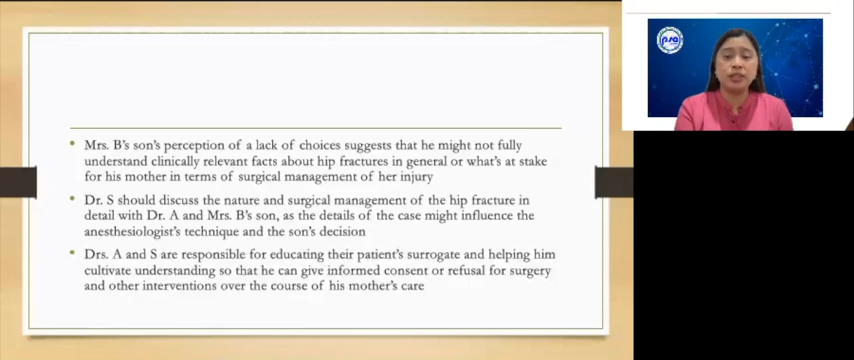 psa
Mrs. B's son's perception of a lack of choices suggests that he might not fully
understand clinically relevant facts about hip fractures in general or what's at stake
for his mother in terms of surgical management of her injury
Dr. S should discuss the nature and surgical management of the hip fracture in
detail with Dr. A and Mrs. B's son, as the details of the case might influence the
anesthesiologist's technique and the son's decision
Drs. A and S are responsible for educating their patient's surrogate and helping him
cultivate understanding so that he can give informed consent or refusal for surgery
and other interventions over the course of his mother's care